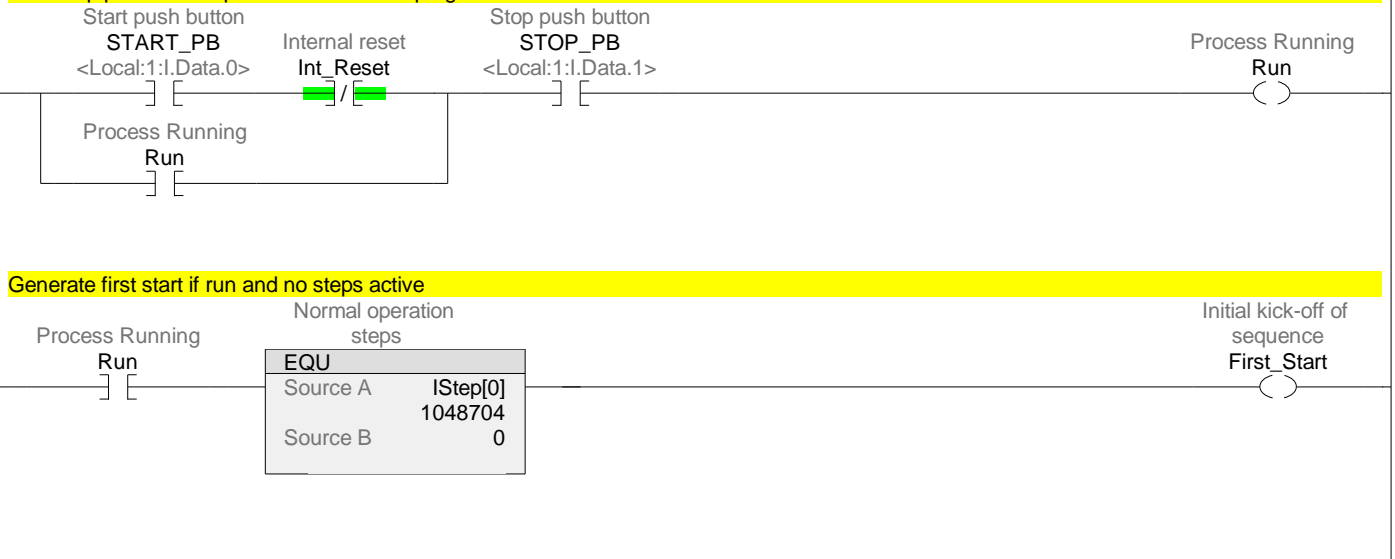 Start push button
START_PB
<Local:1:I.Data.0>
Internal reset
Int_Reset
Stop push button
STOP_PB
<Local:1:I.Data.1>
Process Running
Run
/
Process Running
Run
Generate first start if run and no steps active
Process Running
Run
Normal operation
steps
EQU
Source A IStep[0]
1048704
Source B 0
Initial kick-off of
sequence
First_Start